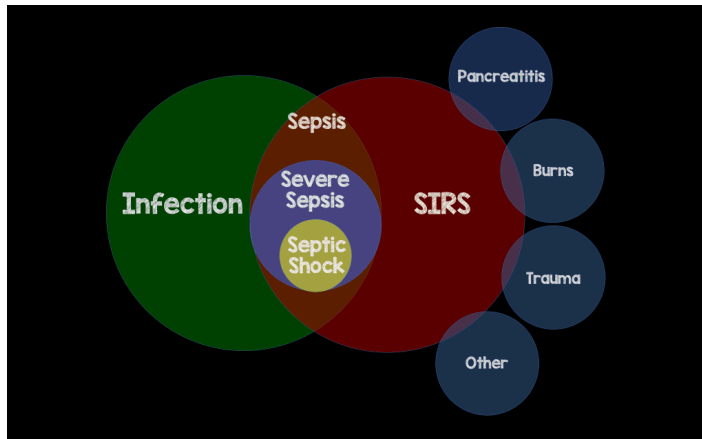 Pancreatitis
Sepsis
Burns
Severe
Sepsis
Infection
SIRS
Septic
Shock
Trauma
Other